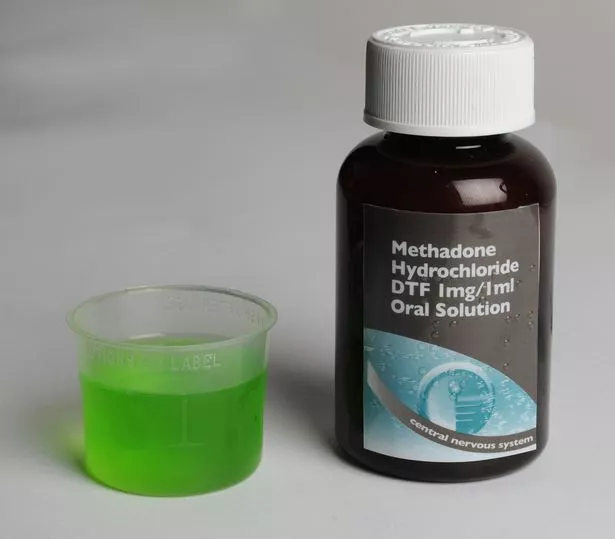 Methadone
Hydrochloride
DTF 1mg/1ml
Oral Solution
central nervous system
LABEL